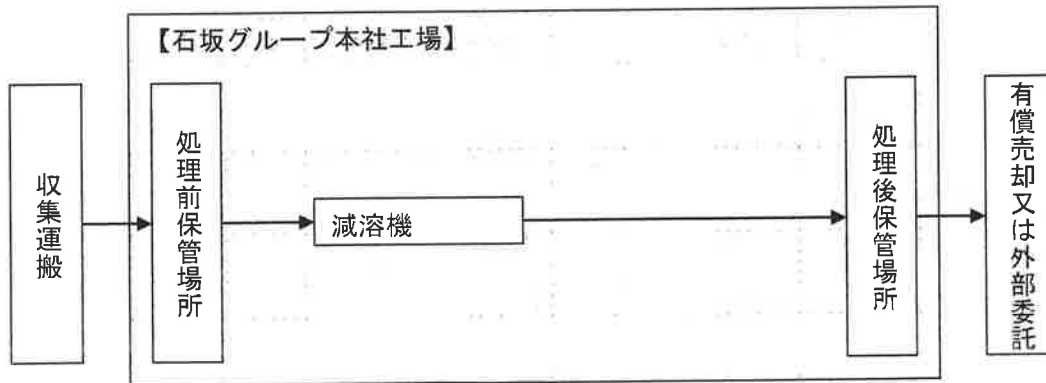 【石坂グループ本社工場】
収集運搬
処理前保管場所
減溶機
処理後保管場所
有償売却又は外部委託